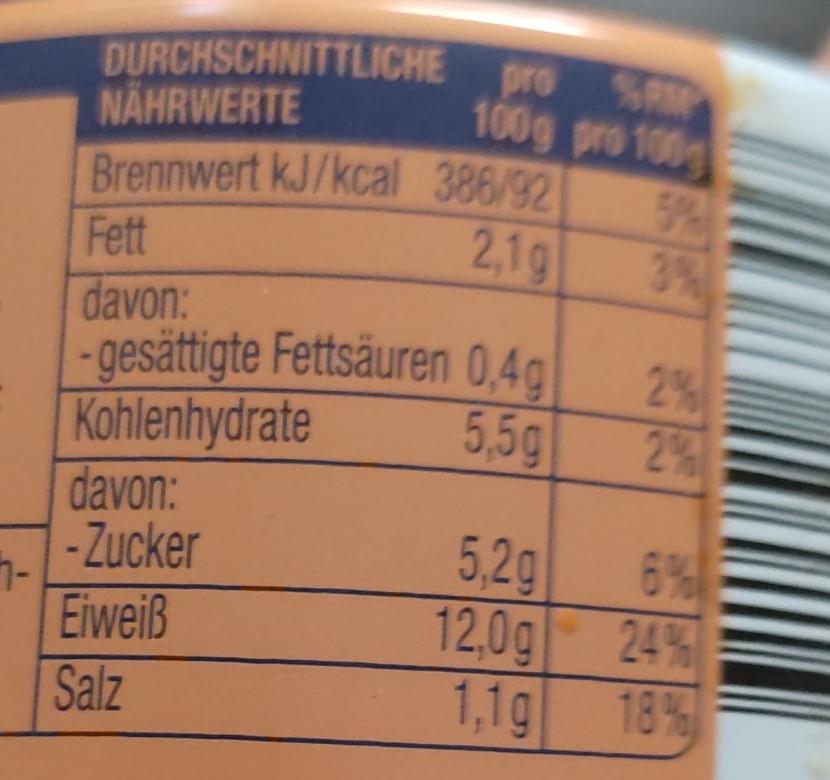 DURCHSCHNITTLICHE pro %RM*
NÄHRWERTE 100g pro 100g
Brennwert kJ/kcal 386/92 5%
Fett 2,1g 3%
davon:
-gesättigte Fettsäuren 0,4g 2%
Kohlenhydrate 5,5g 2%
davon:
h- -Zucker 5,2g 6%
Eiweiß 12,0g 24%
Salz 1,1g 18%